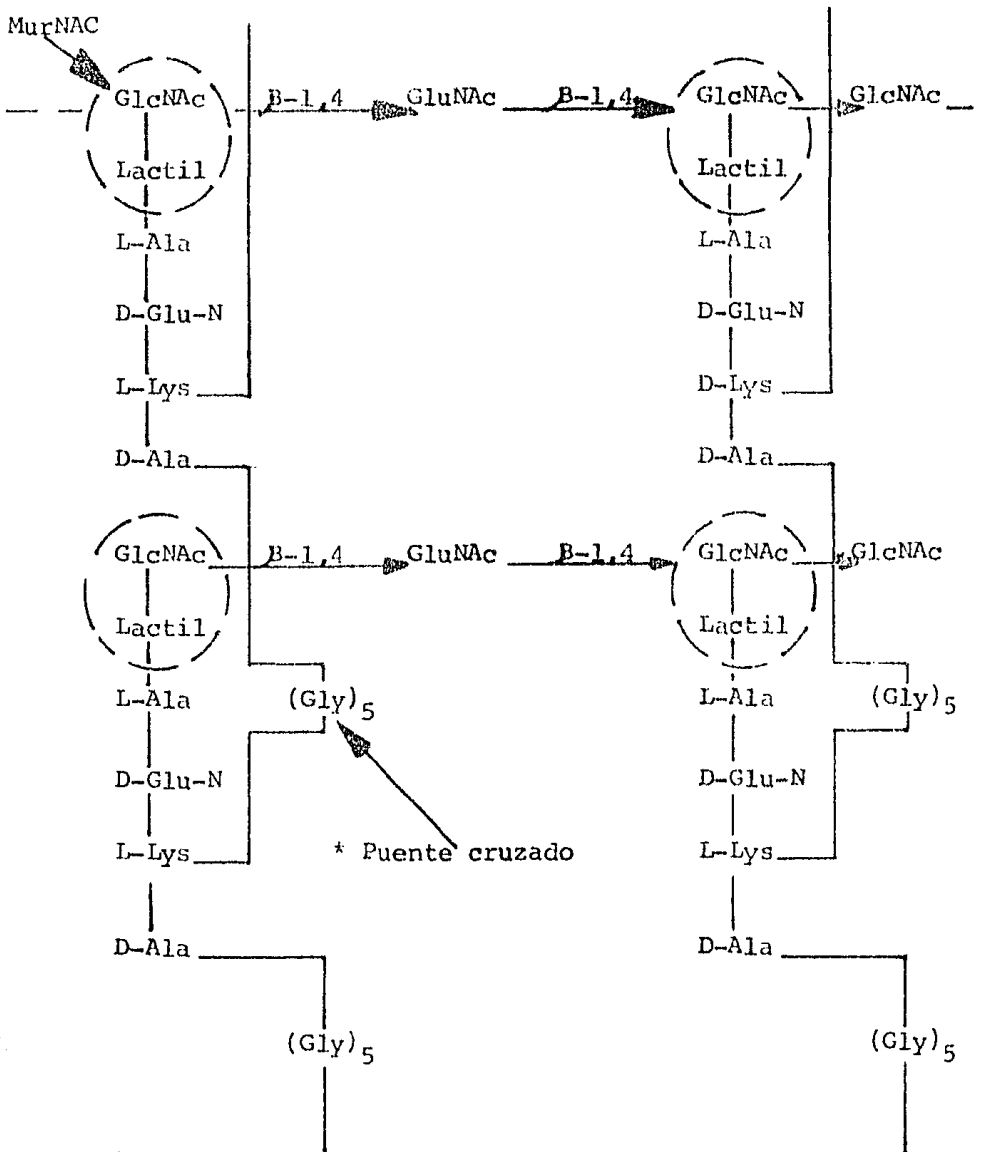 MurNAC
GlcNAc B-1,4 GluNAc B-1,4 GlcNAc GlcNAc
Lactil Lactil
L-Ala L-Ala
D-Glu-N D-Glu-N
L-Lys D-Lys
D-Ala D-Ala
GlcNAc B-1,4 GluNAc B-1,4 GlcNAc GlcNAc
Lactil Lactil
L-Ala (Gly)5 L-Ala (Gly)5
D-Glu-N D-Glu-N
L-Lys * Puente cruzado L-Lys
D-Ala D-Ala
(Gly)5 (Gly)5